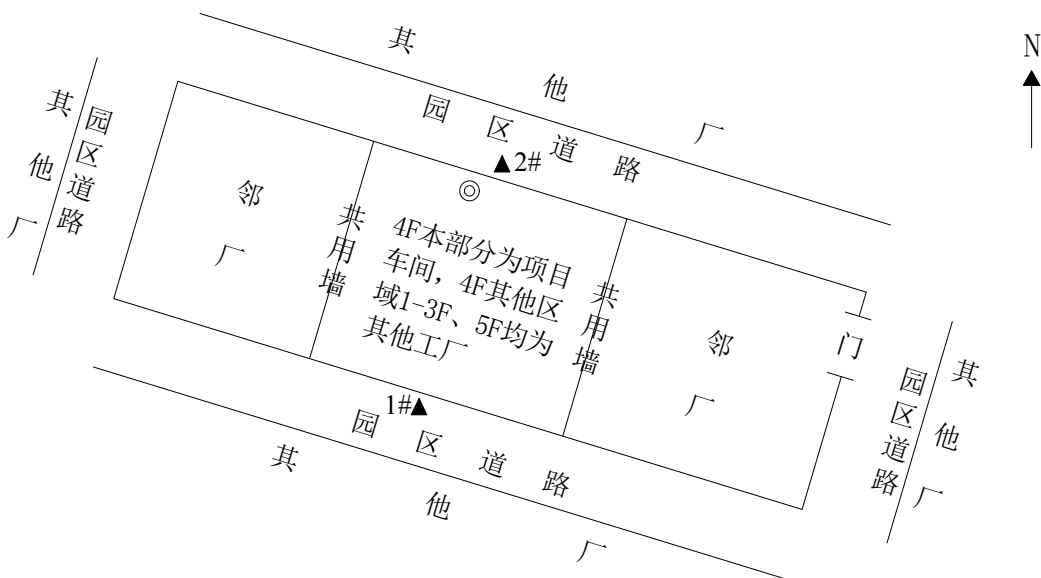 其他厂
N
园区道路
其他厂
园区道路
▲2#
邻厂
共用墙
4F本部分为项目
车间，4F其他区
域1-3F、5F均为
其他工厂
共用墙
邻厂
门
园区道路
其他厂
1#▲
园区道路
其他厂